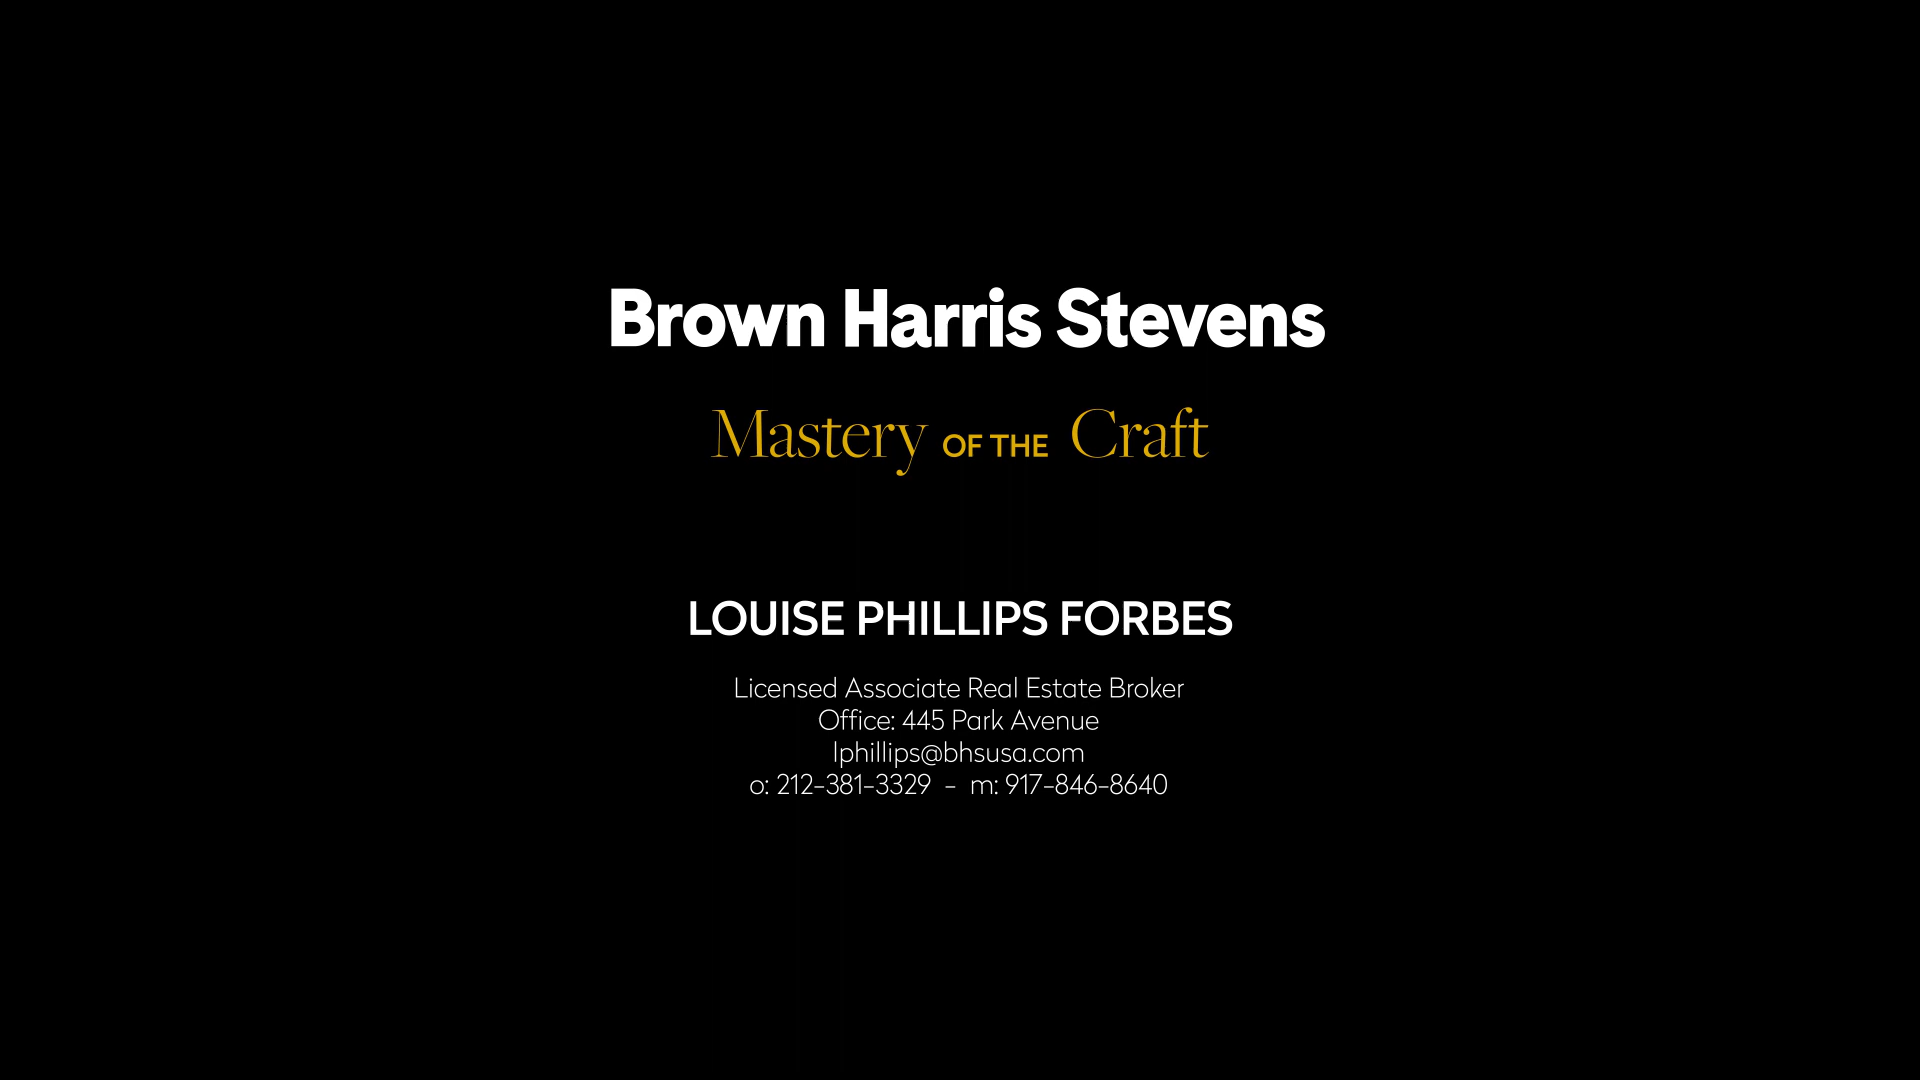 Brown Harris Stevens
Mastery OF THE Craft
LOUISE PHILLIPS FORBES
Licensed Associate Real Estate Broker
Office: 445 Park Avenue
lphillips@bhsusa.com
o: 212-381-3329 - m: 917-846-8640